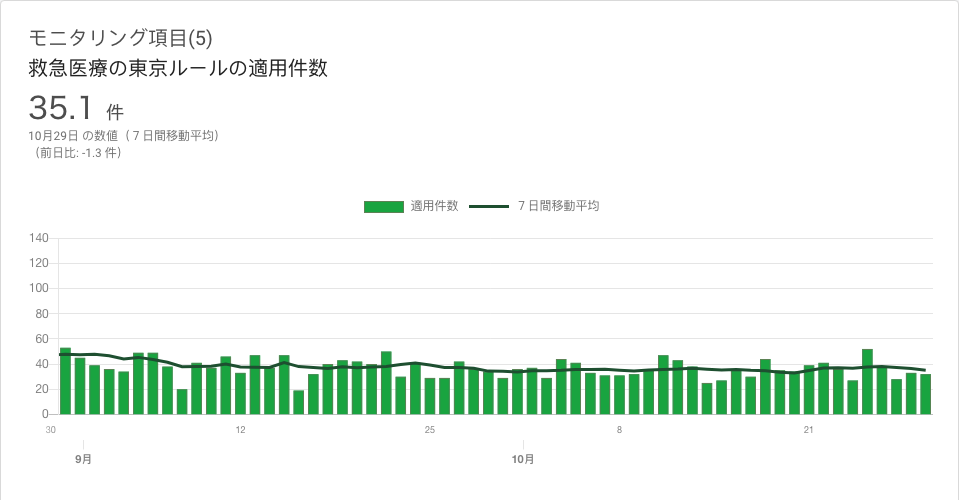 モニタリング項目(5)
救急医療の東京ルールの適用件数
35.1 件
10月29日 の数値（７日間移動平均）
（前日比: -1.3 件）
適用件数 ７日間移動平均
140
120
100
80
60
40
20
0
30 12 25 8 21
9月 10月